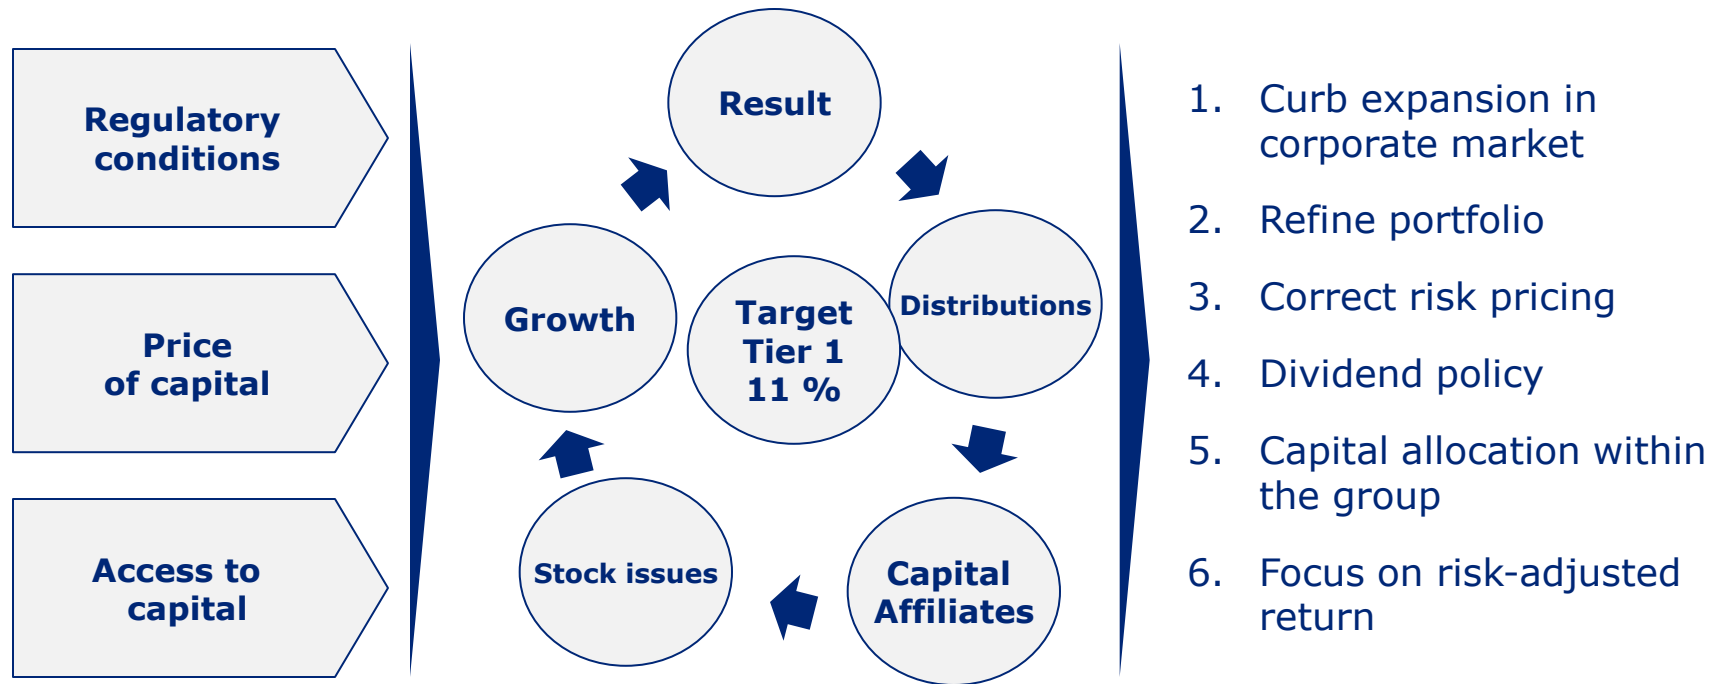 Regulatory
conditions
Price
of capital
Access to
capital
Result
Growth
Target
Tier 1
11 %
Distributions
Stock issues
Capital
Affiliates
1. Curb expansion in
corporate market
2. Refine portfolio
3. Correct risk pricing
4. Dividend policy
5. Capital allocation within
the group
6. Focus on risk-adjusted
return